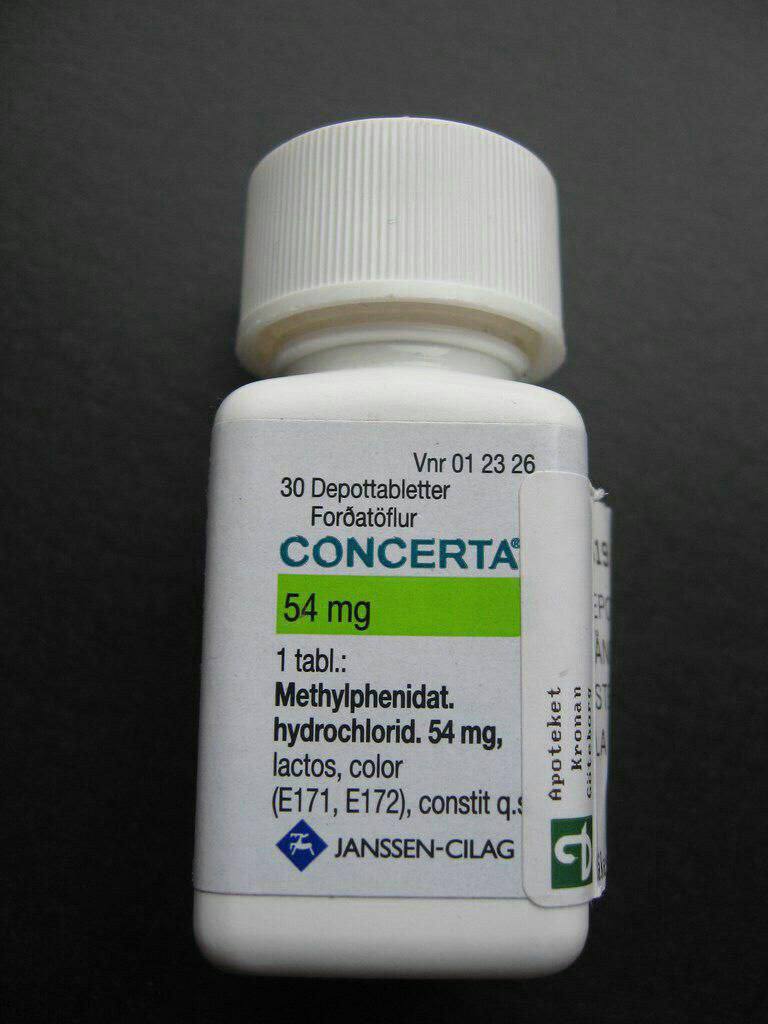 Vnr 01 23 26
30 Depottabletter
Forðatöflur
CONCERTA®
54 mg
1 tabl.:
Methylphenidat.
hydrochlorid. 54 mg,
lactos, color
(E171, E172), constit q.s
JANSSEN-CILAG
Apoteket
Kronan
Göteborg